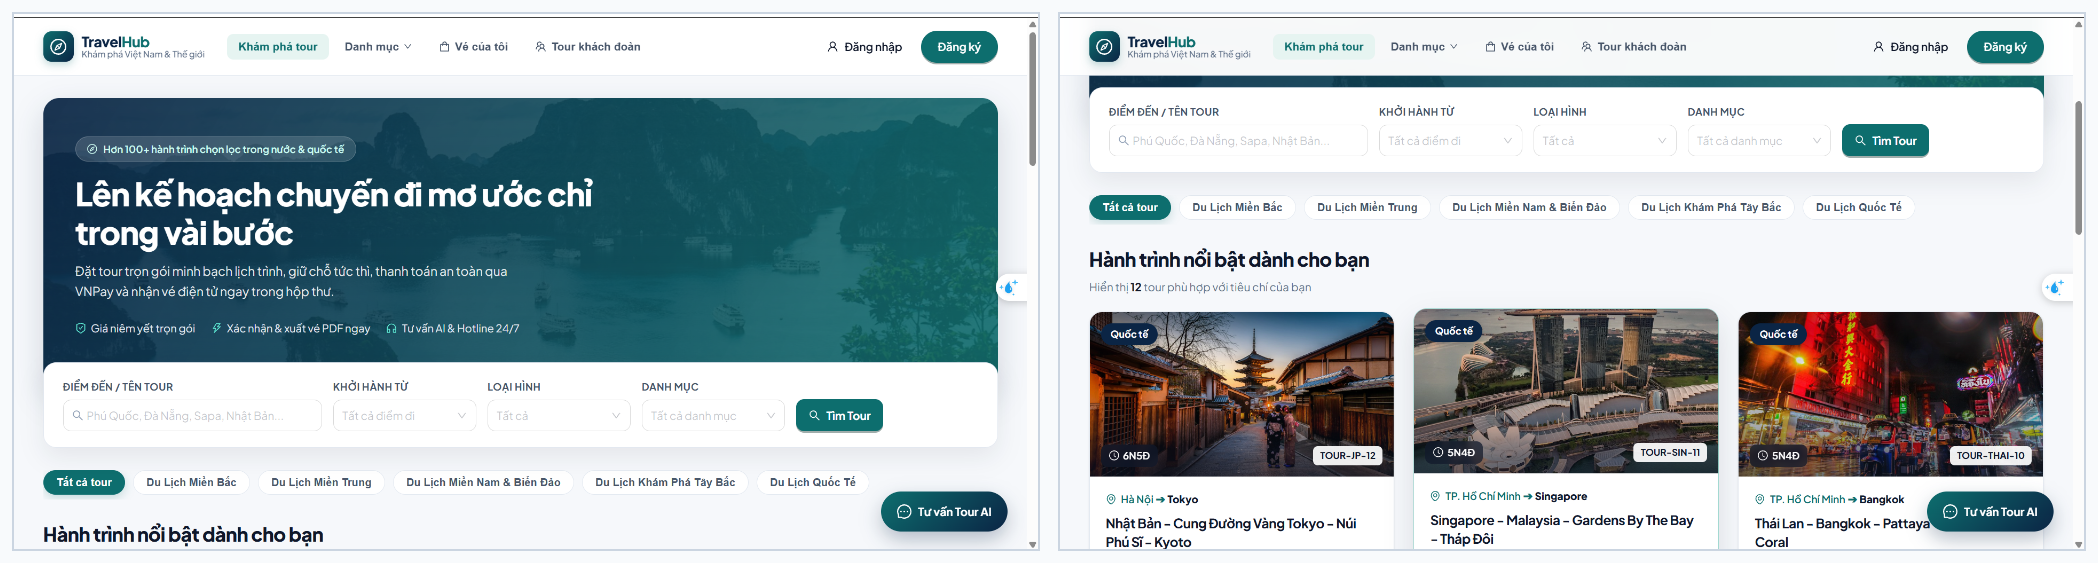 TravelHub
Khám phá Việt Nam & Thế giới
Khám phá tour
Danh mục
Vé của tôi
Tour khách đoàn
Đăng nhập
Đăng ký
Hơn 100+ hành trình chọn lọc trong nước & quốc tế
Lên kế hoạch chuyến đi mơ ước chỉ
trong vài bước
Đặt tour trọn gói minh bạch lịch trình, giữ chỗ tức thì, thanh toán an toàn qua
VNPay và nhận vé điện tử ngay trong hộp thư.
Giá niêm yết trọn gói
Xác nhận & xuất vé PDF ngay
Tư vấn AI & Hotline 24/7
ĐIỂM ĐẾN / TÊN TOUR
KHỞI HÀNH TỪ
LOẠI HÌNH
DANH MỤC
Phú Quốc, Đà Nẵng, Sapa, Nhật Bản...
Tất cả điểm đi
Tất cả
Tất cả danh mục
Tìm Tour
Tất cả tour
Du Lịch Miền Bắc
Du Lịch Miền Trung
Du Lịch Miền Nam & Biển Đảo
Du Lịch Khám Phá Tây Bắc
Du Lịch Quốc Tế
Tư vấn Tour AI
Hành trình nổi bật dành cho bạn
TravelHub
Khám phá Việt Nam & Thế giới
Khám phá tour
Danh mục
Vé của tôi
Tour khách đoàn
Đăng nhập
Đăng ký
ĐIỂM ĐẾN / TÊN TOUR
KHỞI HÀNH TỪ
LOẠI HÌNH
DANH MỤC
Phú Quốc, Đà Nẵng, Sapa, Nhật Bản...
Tất cả điểm đi
Tất cả
Tất cả danh mục
Tìm Tour
Tất cả tour
Du Lịch Miền Bắc
Du Lịch Miền Trung
Du Lịch Miền Nam & Biển Đảo
Du Lịch Khám Phá Tây Bắc
Du Lịch Quốc Tế
Hành trình nổi bật dành cho bạn
Hiển thị 12 tour phù hợp với tiêu chí của bạn
Quốc tế
6N5Đ
TOUR-JP-12
Hà Nội ➔ Tokyo
Nhật Bản - Cung Đường Vàng Tokyo - Núi
Phú Sĩ - Kyoto
Quốc tế
5N4Đ
TOUR-SIN-11
TP. Hồ Chí Minh ➔ Singapore
Singapore - Malaysia - Gardens By The Bay
- Tháp Đôi
Quốc tế
5N4Đ
TOUR-THAI-10
TP. Hồ Chí Minh ➔ Bangkok
Thái Lan - Bangkok - Pattaya
Coral
Tư vấn Tour AI